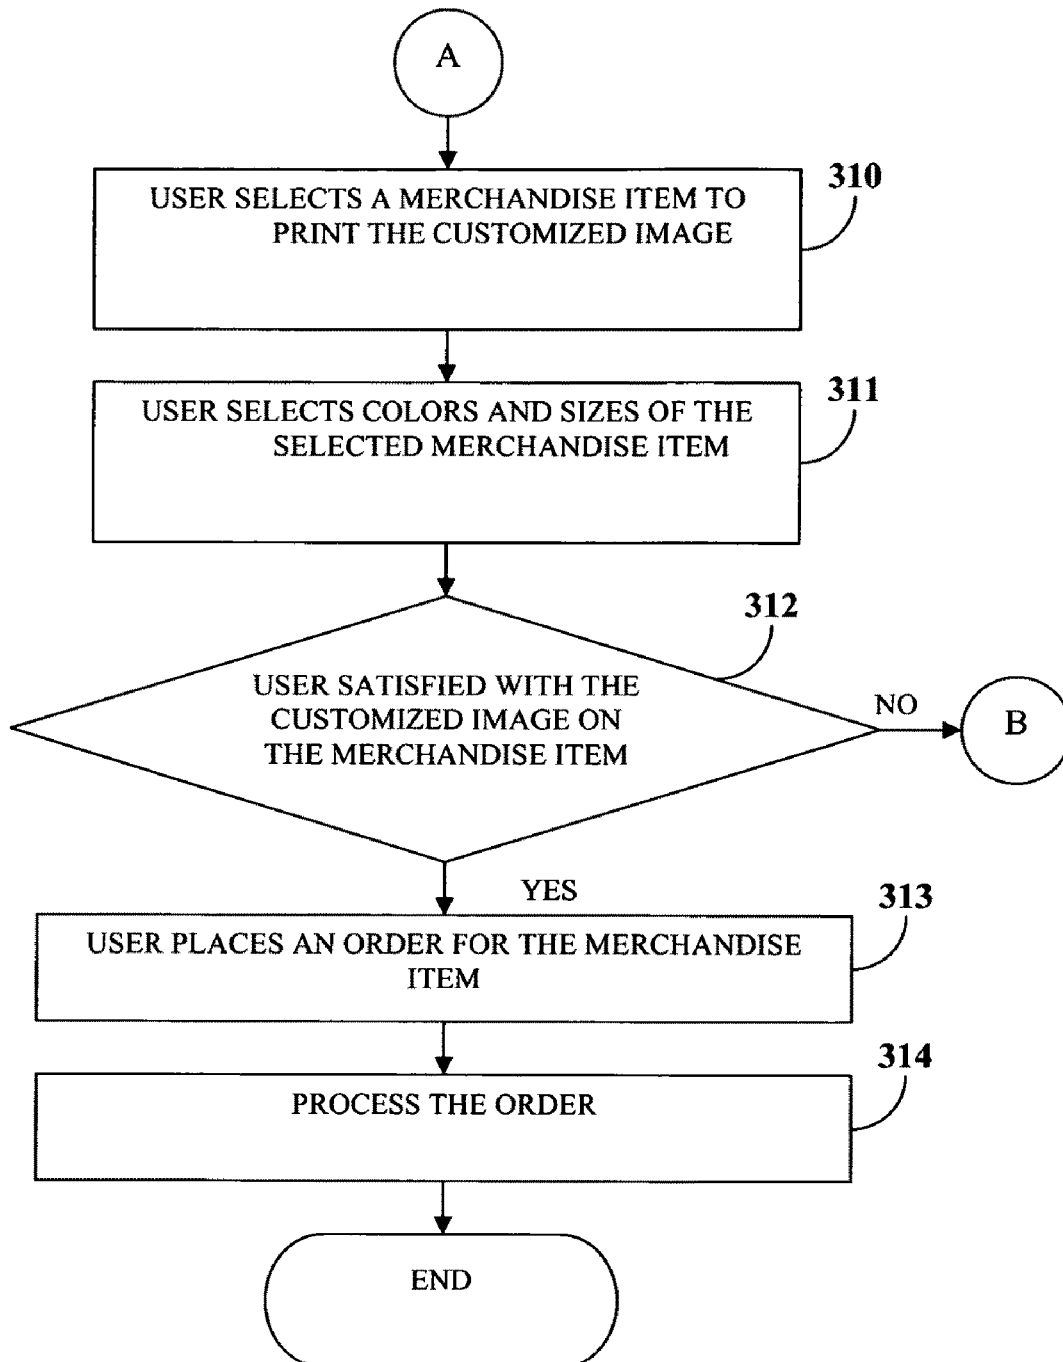 A
310
USER SELECTS A MERCHANDISE ITEM TO
PRINT THE CUSTOMIZED IMAGE
311
USER SELECTS COLORS AND SIZES OF THE
SELECTED MERCHANDISE ITEM
312
USER SATISFIED WITH THE
CUSTOMIZED IMAGE ON
THE MERCHANDISE ITEM
NO
B
YES
313
USER PLACES AN ORDER FOR THE MERCHANDISE
ITEM
314
PROCESS THE ORDER
END